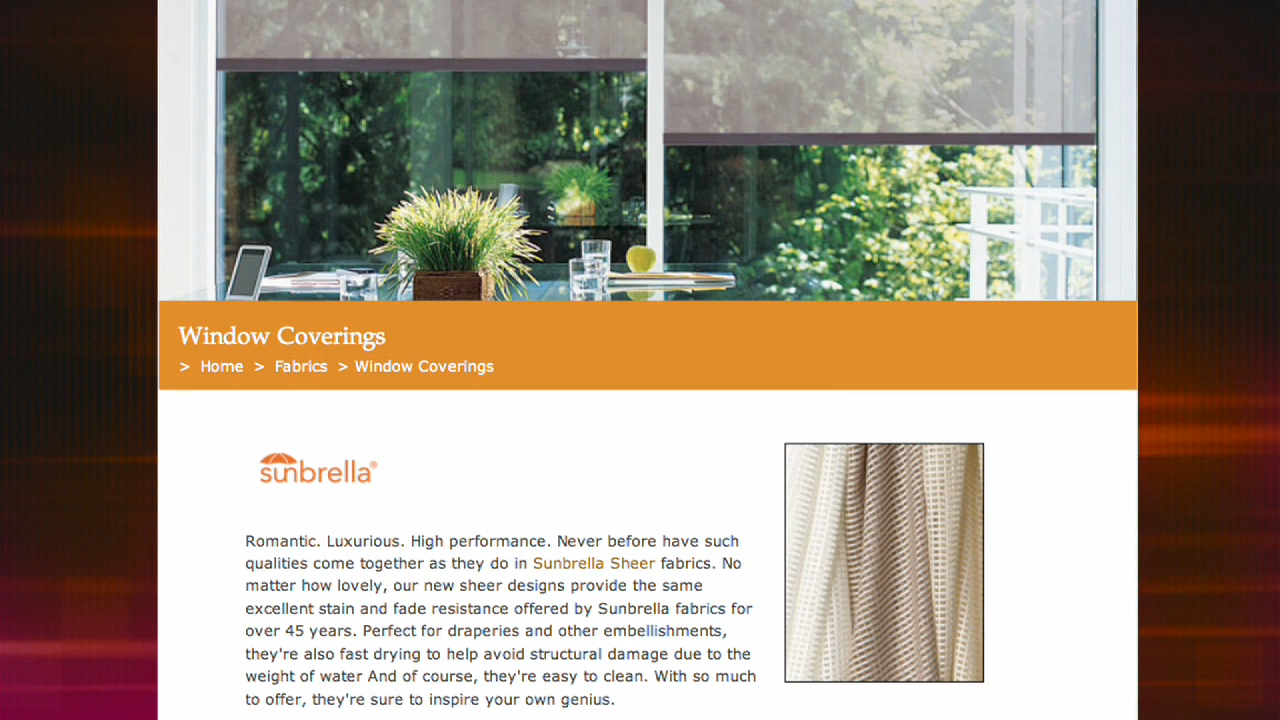 Window Coverings
> Home > Fabrics > Window Coverings
sunbrella®
Romantic. Luxurious. High performance. Never before have such
qualities come together as they do in Sunbrella Sheer fabrics. No
matter how lovely, our new sheer designs provide the same
excellent stain and fade resistance offered by Sunbrella fabrics for
over 45 years. Perfect for draperies and other embellishments,
they're also fast drying to help avoid structural damage due to the
weight of water And of course, they're easy to clean. With so much
to offer, they're sure to inspire your own genius.